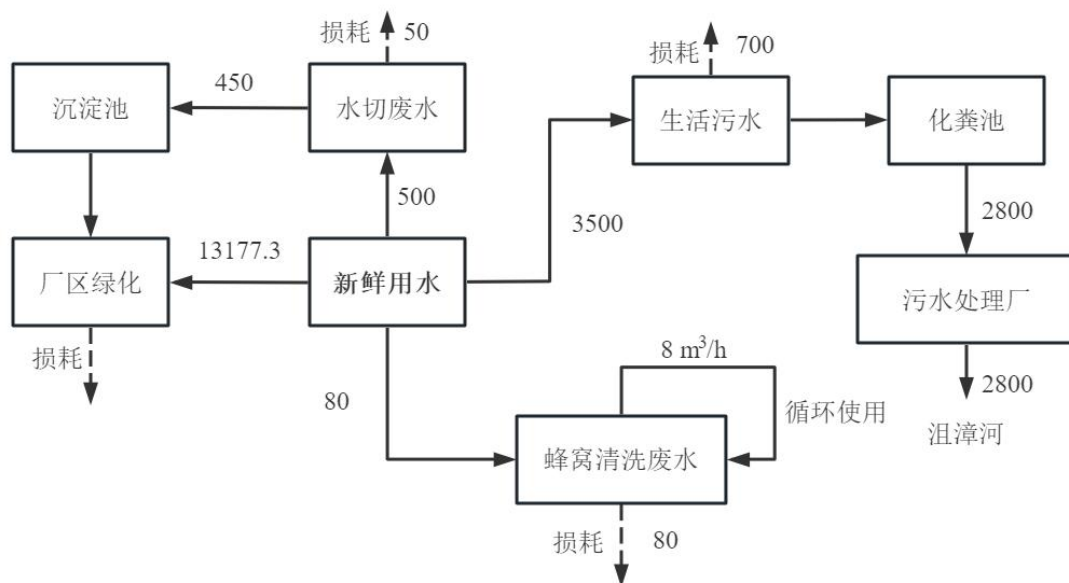 损耗
50
损耗
700
沉淀池
450
水切废水
生活污水
化粪池
500
3500
2800
13177.3
厂区绿化
新鲜用水
污水处理厂
损耗
80
8 m³/h
循环使用
2800
沮漳河
蜂窝清洗废水
损耗
80